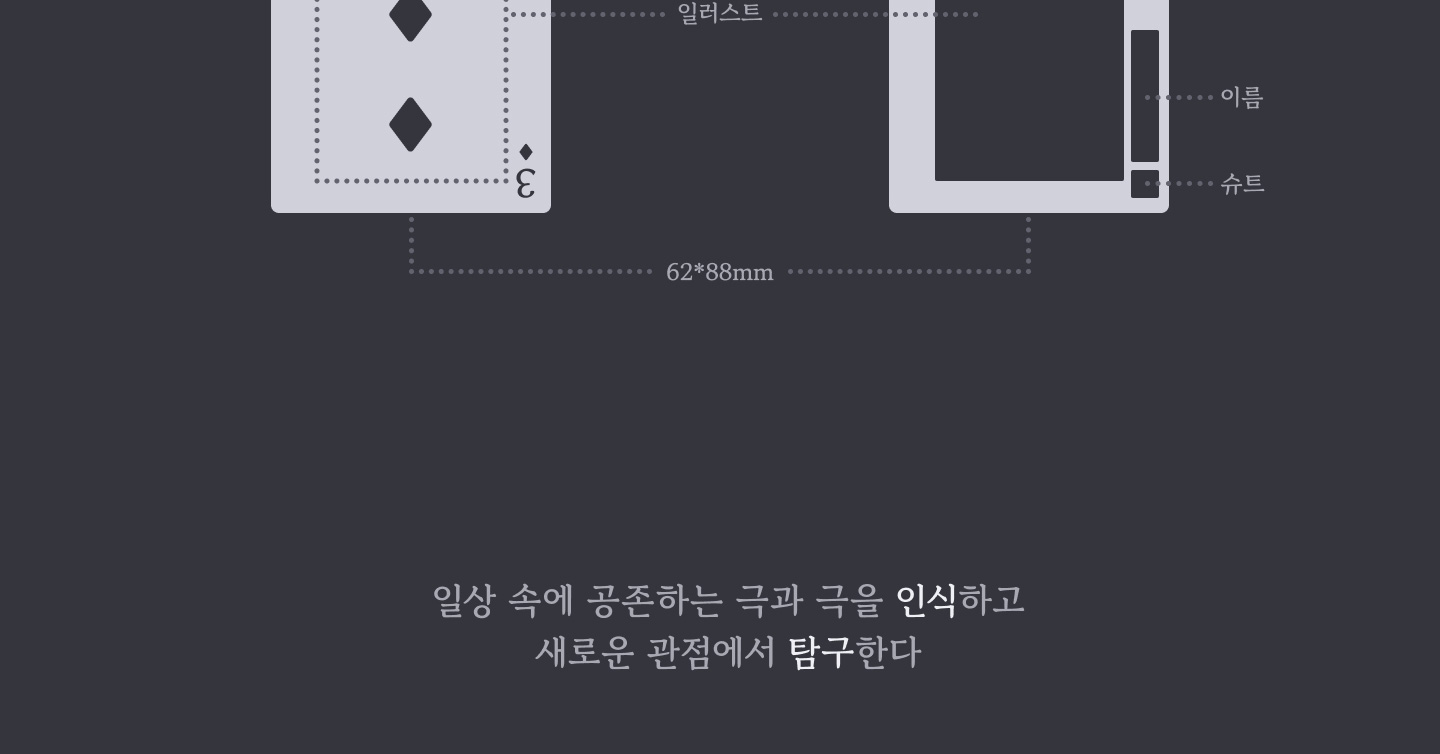 일러스트
이름
3
슈트
62*88mm
일상 속에 공존하는 극과 극을 인식하고
새로운 관점에서 탐구한다